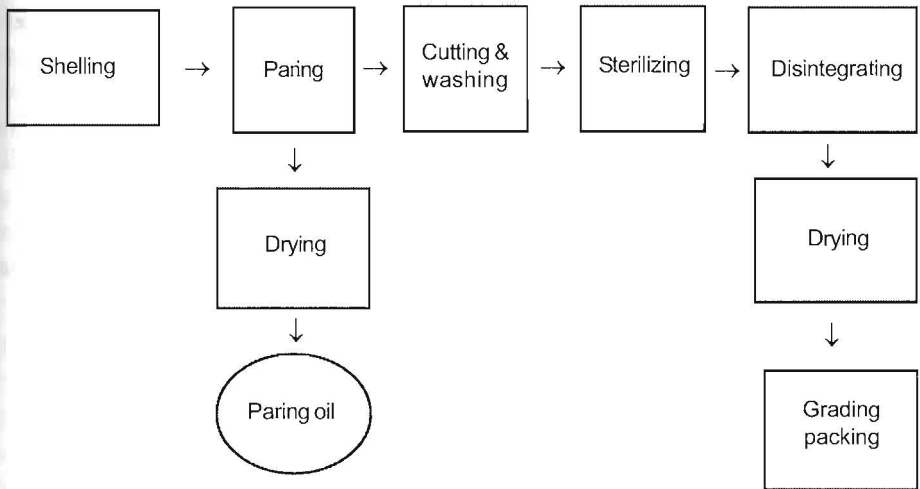 Shelling → Paring → Cutting &
washing → Sterilizing → Disintegrating
↓ ↓
Drying Drying
↓ ↓
Paring oil Grading
packing